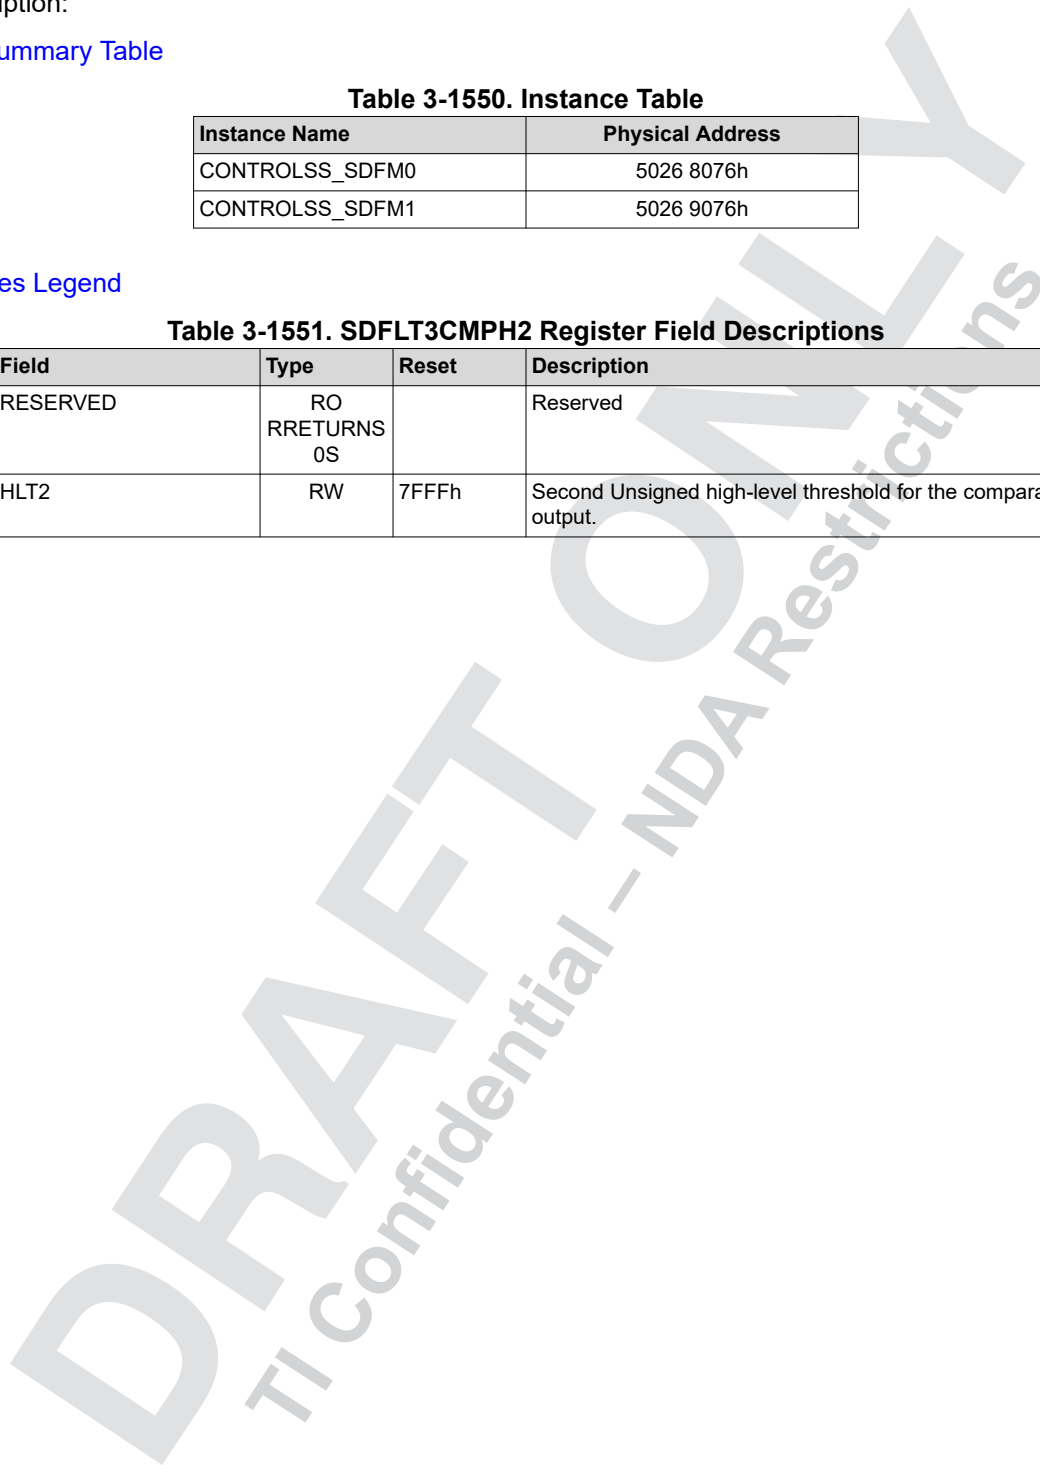 ption:
ummary Table
Table 3-1550. Instance Table
Instance Name Physical Address
CONTROLSS_SDFM0 5026 8076h
CONTROLSS_SDFM1 5026 9076h
es Legend
Table 3-1551. SDFLT3CMPH2 Register Field Descriptions
Field Type Reset Description
RESERVED RO RRETURNS 0S Reserved
HLT2 RW 7FFFh Second Unsigned high-level threshold for the compara
output.
DRAFT ONLY
TI Confidential – NDA Restrictions